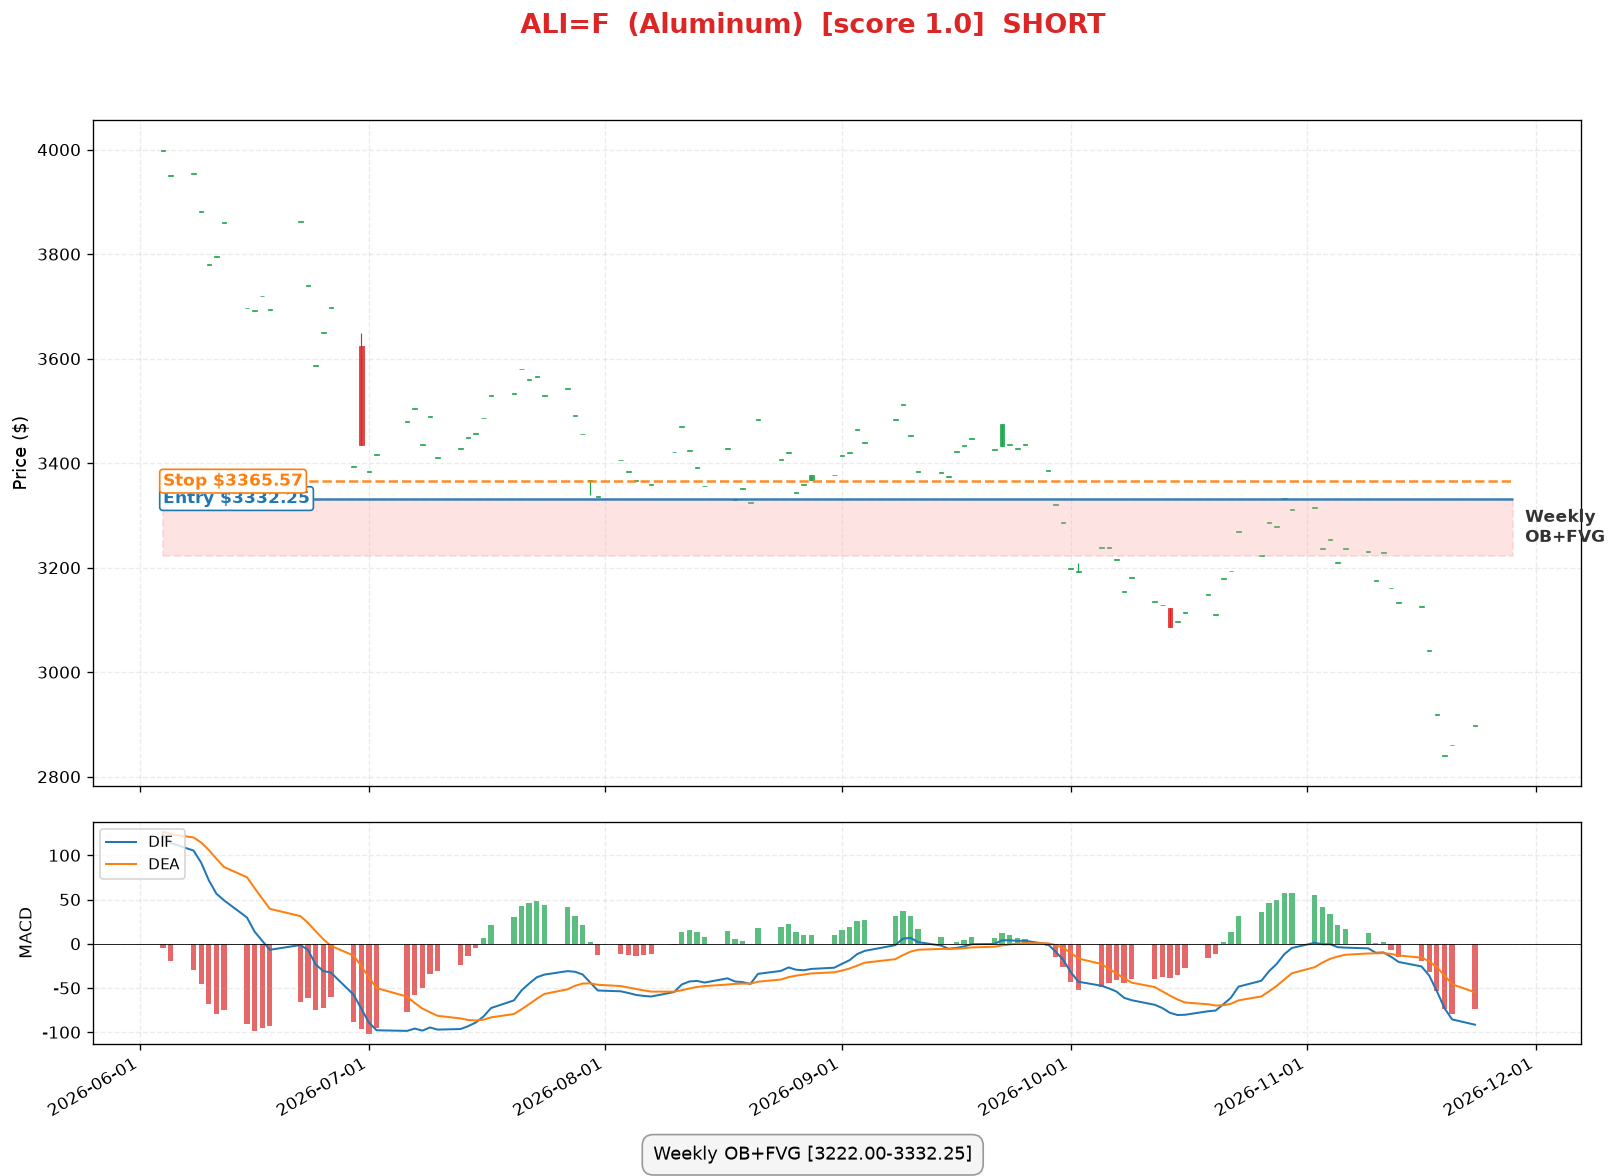 ALI=F (Aluminum) [score 1.0] SHORT
Price ($)
4000
3800
3600
3400
3200
3000
2800
Stop $3365.57
Entry $3332.25
Weekly
OB+FVG
MACD
100
50
0
-50
-100
DIF
DEA
2026-06-01
2026-07-01
2026-08-01
2026-09-01
2026-10-01
2026-11-01
2026-12-01
Weekly OB+FVG [3222.00-3332.25]